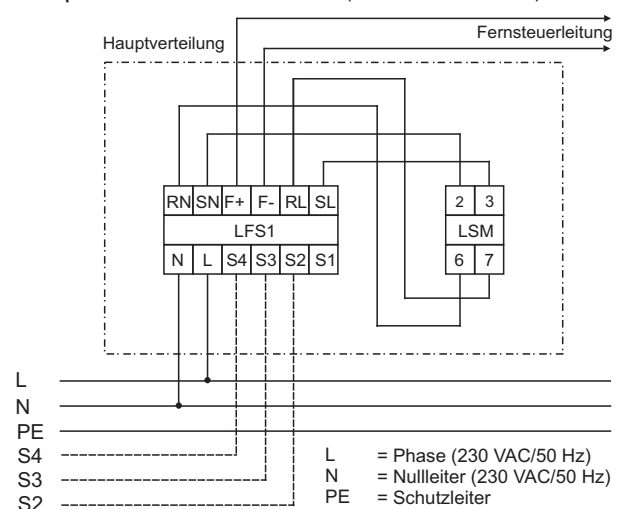 Hauptverteilung
Fernsteuerleitung
RN SN F+ F- RL SL
LFS1
N L S4 S3 S2 S1
2 3
LSM
6 7
L
N
PE
S4
S3
S2
L = Phase (230 VAC/50 Hz)
N = Nullleiter (230 VAC/50 Hz)
PE = Schutzleiter